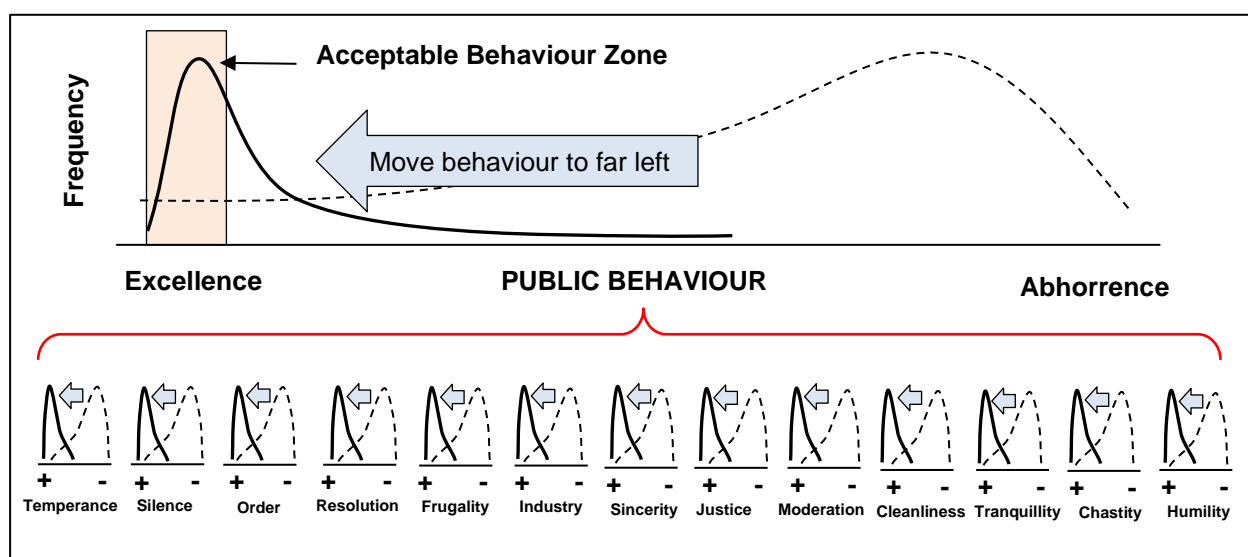 Acceptable Behaviour Zone
Frequency
Move behaviour to far left
Excellence PUBLIC BEHAVIOUR Abhorrence
+ - + - + - + - + - + - + - + - + - + - + - + - + -
Temperance Silence Order Resolution Frugality Industry Sincerity Justice Moderation Cleanliness Tranquillity Chastity Humility